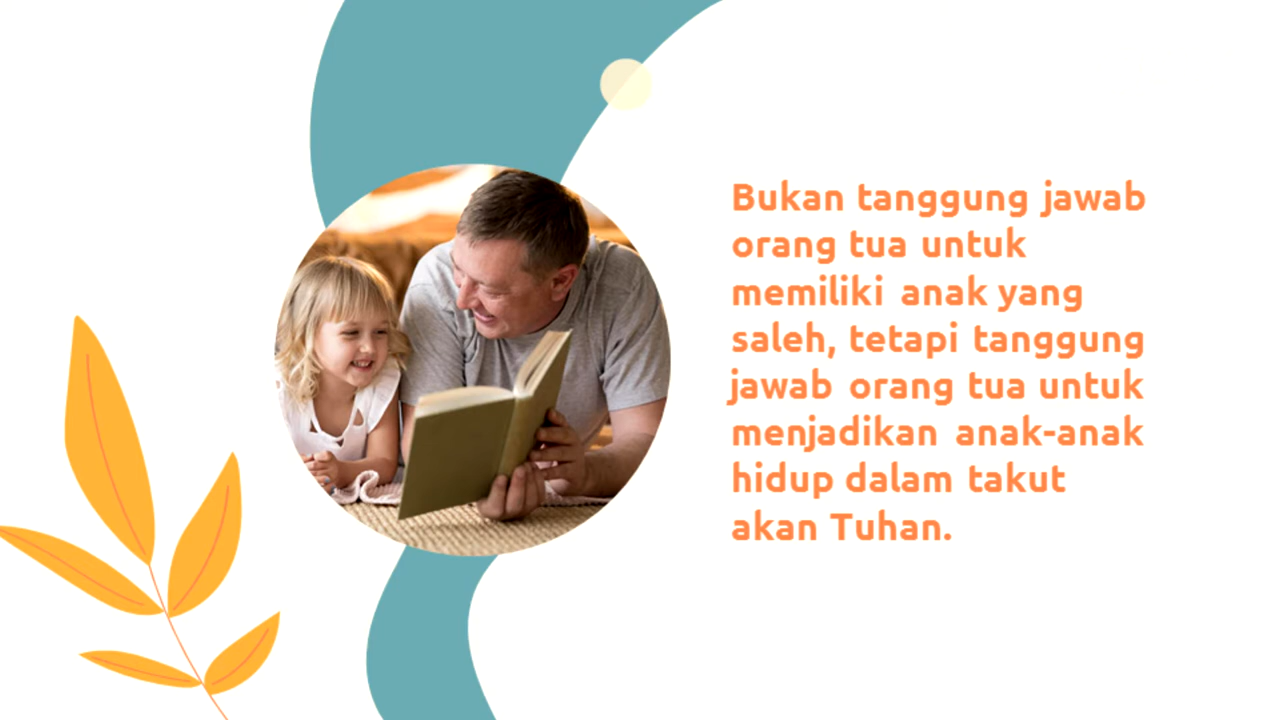 Bukan tanggung jawab
orang tua untuk
memiliki anak yang
saleh, tetapi tanggung
jawab orang tua untuk
menjadikan anak-anak
hidup dalam takut
akan Tuhan.